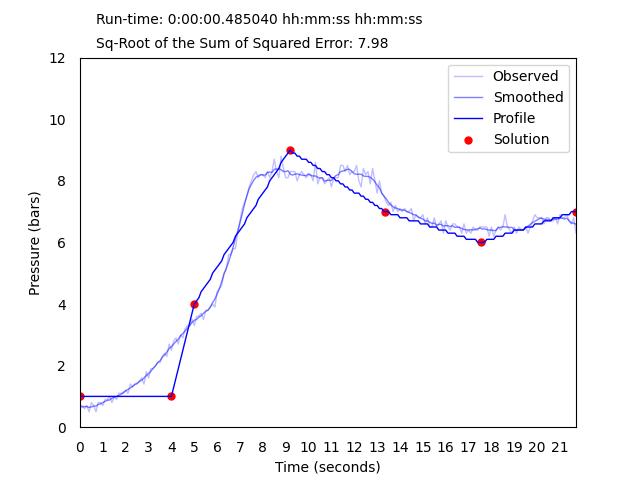 Run-time: 0:00:00.485040 hh:mm:ss hh:mm:ss
Sq-Root of the Sum of Squared Error: 7.98
12
10
8
6
4
2
0
Pressure (bars)
Observed
Smoothed
Profile
Solution
0 1 2 3 4 5 6 7 8 9 10 11 12 13 14 15 16 17 18 19 20 21
Time (seconds)